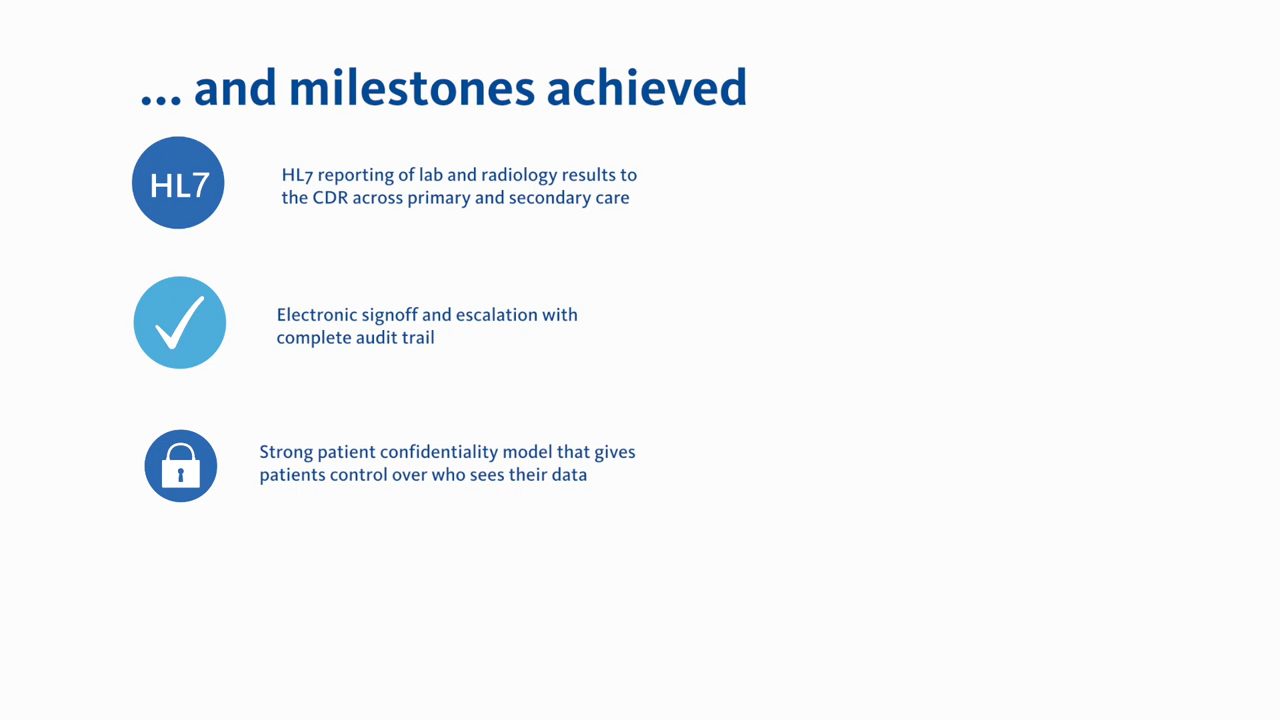 ... and milestones achieved
HL7
HL7 reporting of lab and radiology results to
the CDR across primary and secondary care
Electronic signoff and escalation with
complete audit trail
Strong patient confidentiality model that gives
patients control over who sees their data